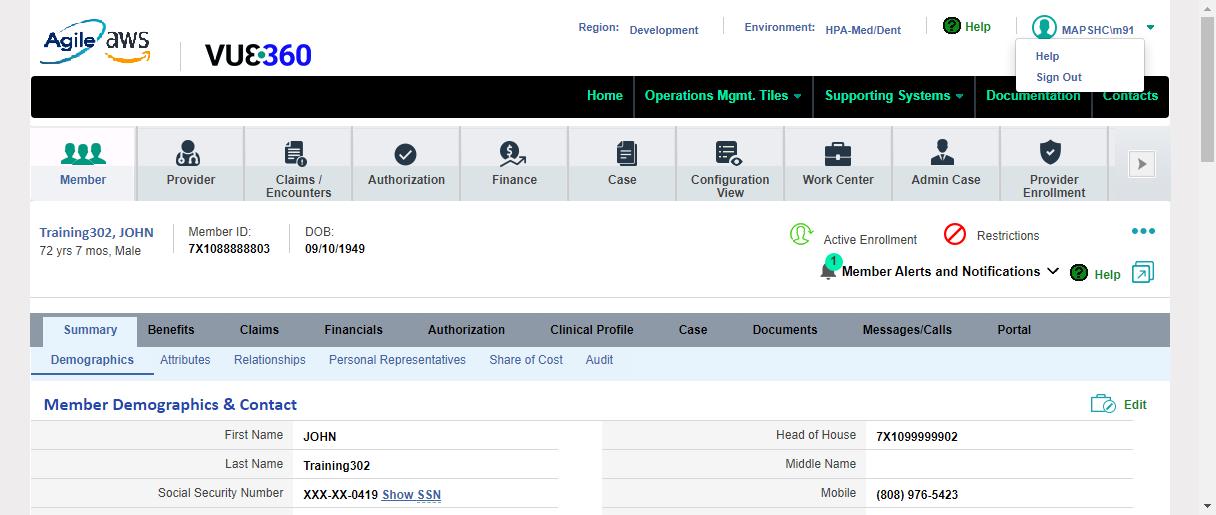 Agile aws
VUE360
Region: Development
Environment: HPA-Med/Dent
Help
MAPSHC\m91
Help
Sign Out
Home
Operations Mgmt. Tiles
Supporting Systems
Documentation
Contacts
Member
Provider
Claims /
Encounters
Authorization
Finance
Case
Configuration
View
Work Center
Admin Case
Provider
Enrollment
Training302, JOHN
72 yrs 7 mos, Male
Member ID:
7X1088888803
DOB:
09/10/1949
Active Enrollment
Restrictions
1
Member Alerts and Notifications
Help
Summary
Benefits
Claims
Financials
Authorization
Clinical Profile
Case
Documents
Messages/Calls
Portal
Demographics
Attributes
Relationships
Personal Representatives
Share of Cost
Audit
Member Demographics & Contact
Edit
First Name JOHN
Head of House 7X1099999902
Last Name Training302
Middle Name
Social Security Number XXX-XX-0419 Show SSN
Mobile (808) 976-5423